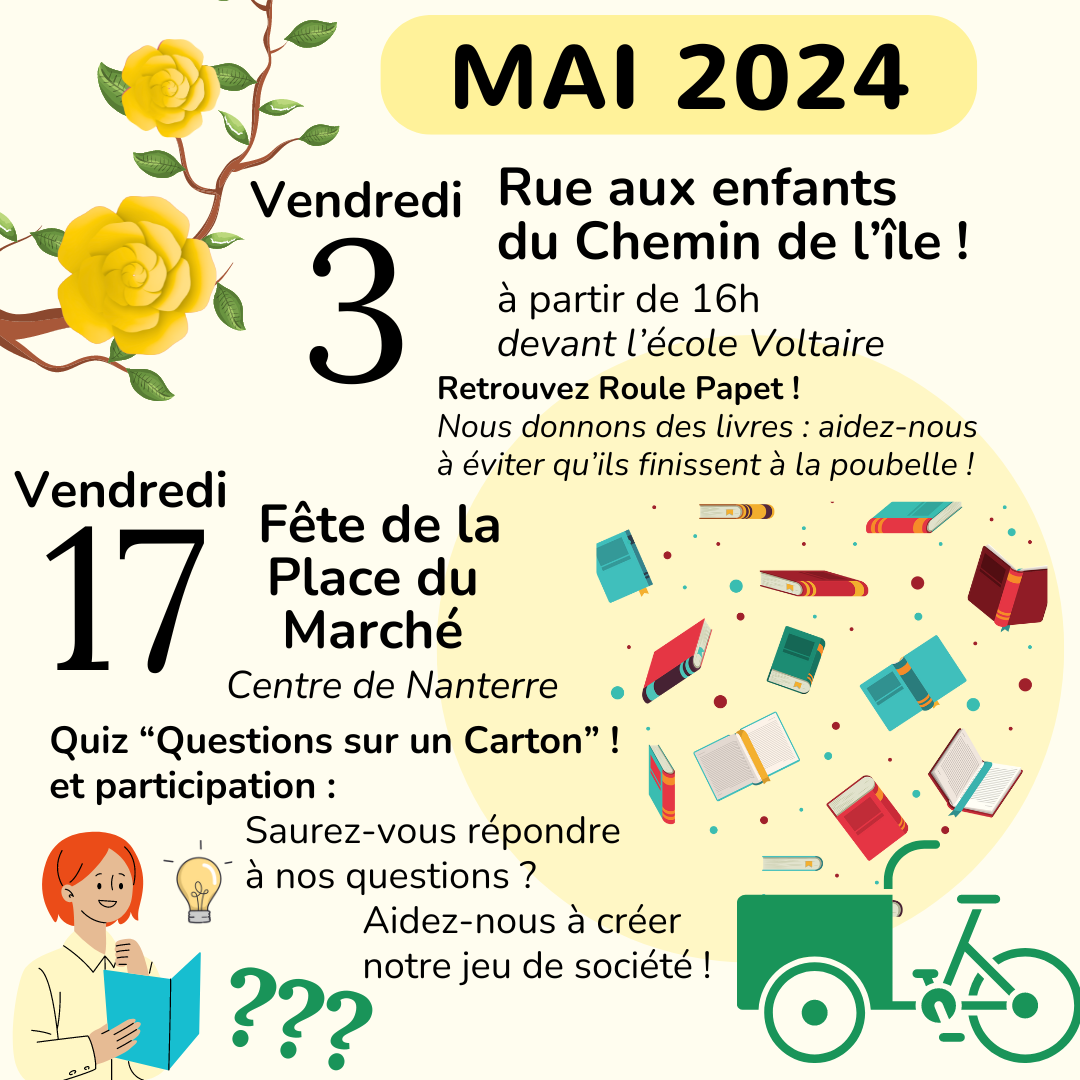 MAI 2024
Vendredi
3
Rue aux enfants
du Chemin de l’île !
à partir de 16h
devant l’école Voltaire
Retrouvez Roule Papet !
Nous donnons des livres : aidez-nous
à éviter qu’ils finissent à la poubelle !
Vendredi
17
Fête de la
Place du
Marché
Centre de Nanterre
Quiz “Questions sur un Carton” !
et participation :
Saurez-vous répondre
à nos questions ?
Aidez-nous à créer
notre jeu de société !
???